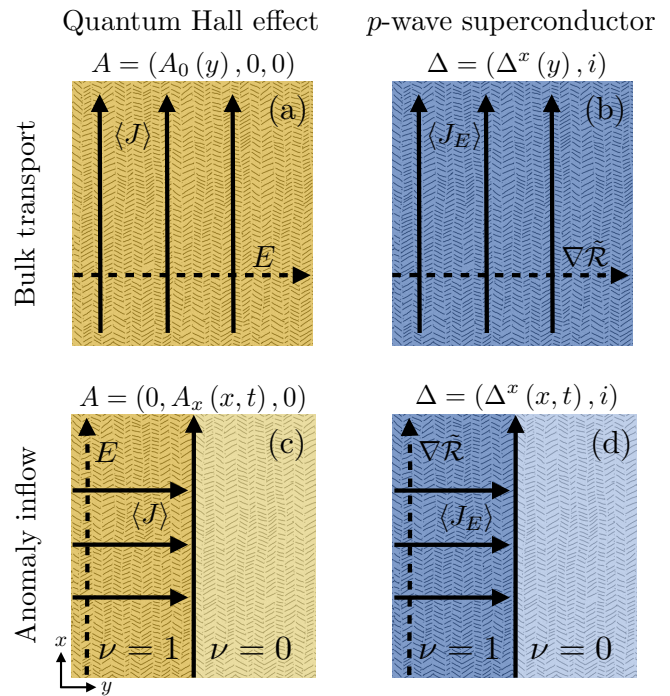 Quantum Hall effect
p-wave superconductor
A = (A₀ (y) , 0, 0)
Δ = (Δˣ (y) , i)
Bulk transport
(a)
⟨J⟩
E
(b)
⟨J_E⟩
∇R̃
A = (0, Aₓ (x, t) , 0)
Δ = (Δˣ (x, t) , i)
Anomaly inflow
E
(c)
⟨J⟩
ν = 1
ν = 0
∇R̃
(d)
⟨J_E⟩
ν = 1
ν = 0
x
y